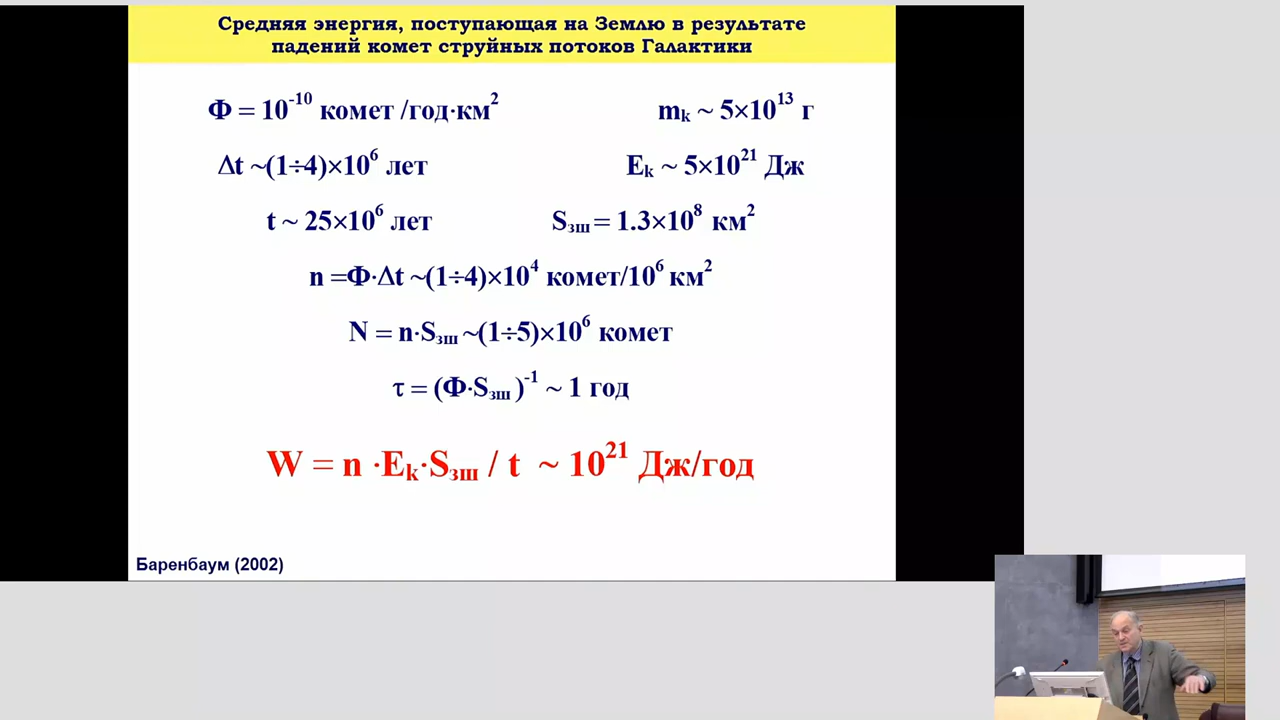 Средняя энергия, поступающая на Землю в результате
падений комет струйных потоков Галактики
Ф = 10⁻¹⁰ комет /год·км²
m_k ~ 5×10¹³ г
Δt ~(1÷4)×10⁶ лет
E_k ~ 5×10²¹ Дж
t ~ 25×10⁶ лет
S_зш = 1.3×10⁸ км²
n =Ф·Δt ~(1÷4)×10⁴ комет/10⁶ км²
N = n·S_зш ~(1÷5)×10⁶ комет
τ = (Ф·S_зш )⁻¹ ~ 1 год
W = n ·E_k·S_зш / t ~ 10²¹ Дж/год
Баренбаум (2002)